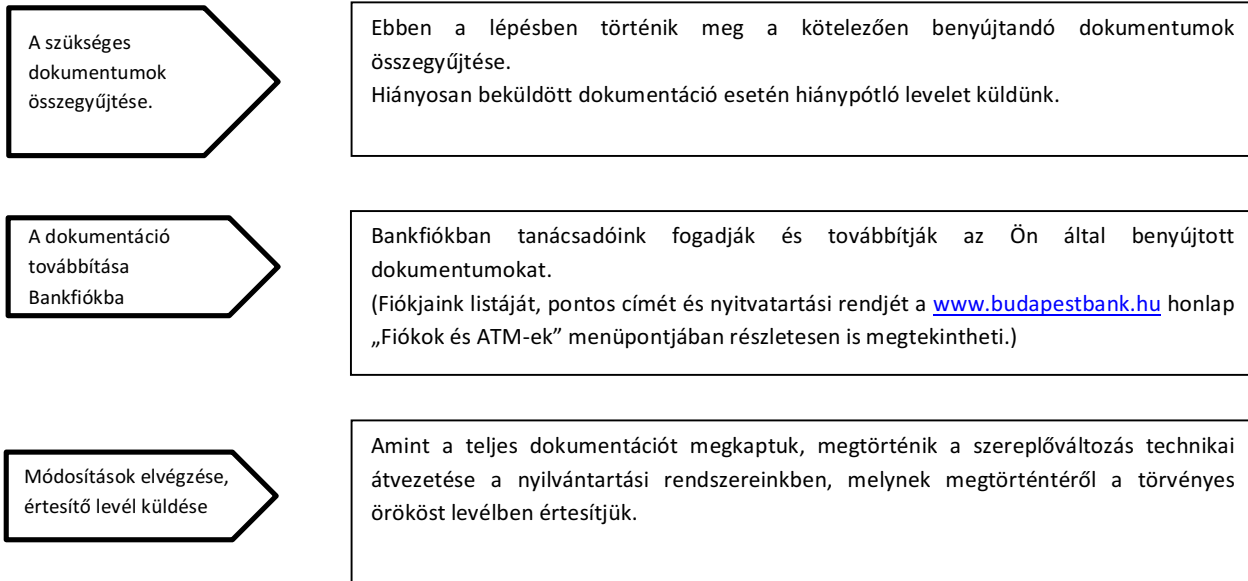 A szükséges
dokumentumok
összegyűjtése.
Ebben a lépésben történik meg a kötelezően benyújtandó dokumentumok
összegyűjtése.
Hiányosan beküldött dokumentáció esetén hiánypótló levelet küldünk.
A dokumentáció
továbbítása
Bankfiókba
Bankfiókban tanácsadóink fogadják és továbbítják az Ön által benyújtott
dokumentumokat.
(Fiókjaink listáját, pontos címét és nyitvatartási rendjét a www.budapestbank.hu honlap
„Fiókok és ATM-ek” menüpontjában részletesen is megtekintheti.)
Módosítások elvégzése,
értesítő levél küldése
Amint a teljes dokumentációt megkaptuk, megtörténik a szereplőváltozás technikai
átvezetése a nyilvántartási rendszereinkben, melynek megtörténtéről a törvényes
örököst levélben értesítjük.